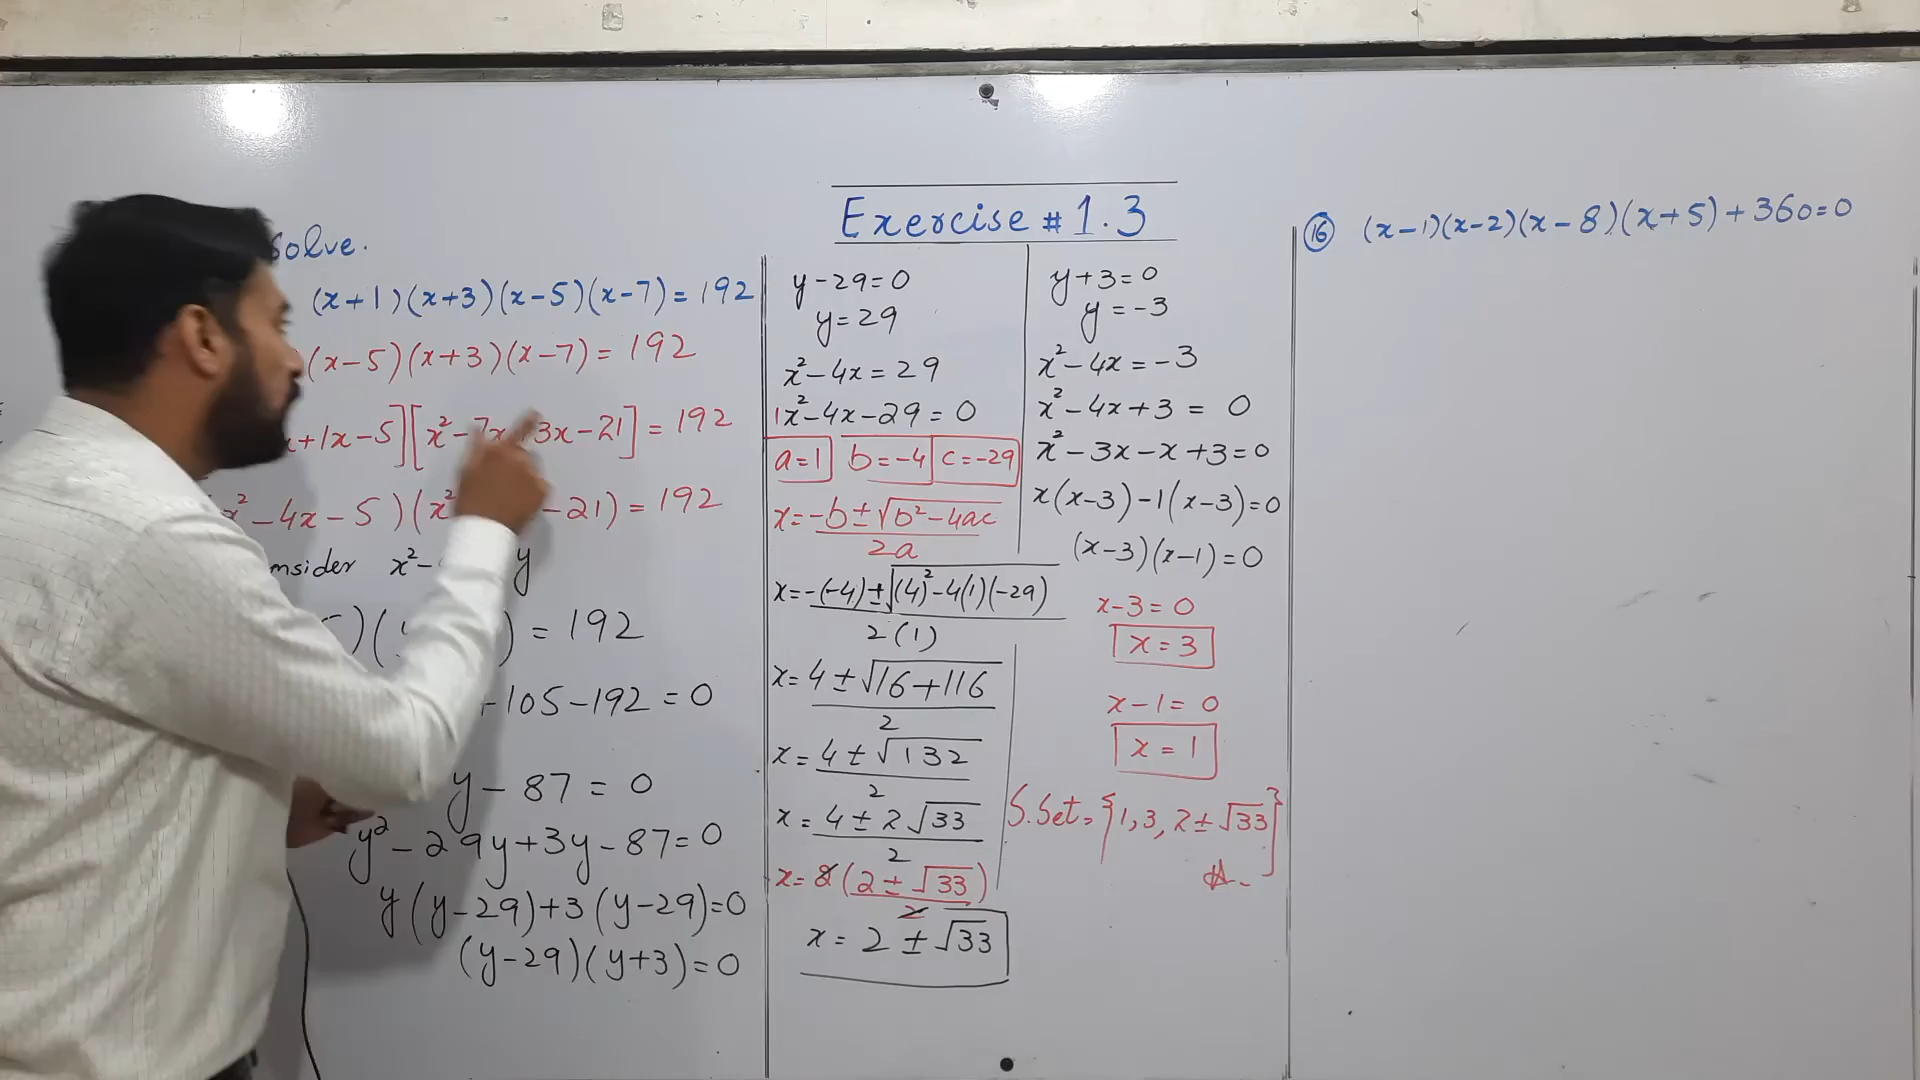 Exercise # 1.3
Solve.
(x+1)(x+3)(x-5)(x-7)=192
(x-5)(x+3)(x-7)=192
x+1x-5][x²-7x+3x-21]=192
x²-4x-5)(x² -21)=192
nsider x²- y
)( )=192
+105-192=0
y-87=0
y²-29y+3y-87=0
y(y-29)+3(y-29)=0
(y-29)(y+3)=0
y-29=0
y=29
x²-4x=29
1x²-4x-29=0
a=1 b=-4 c=-29
x=-b±√b²-4ac
2a
x=-(-4)±√(4)²-4(1)(-29)
2(1)
x=4±√16+116
2
x=4±√132
2
x=4±2√33
2
x=2(2±√33)
2
x=2±√33
y+3=0
y=-3
x²-4x=-3
x²-4x+3=0
x²-3x-x+3=0
x(x-3)-1(x-3)=0
(x-3)(x-1)=0
x-3=0
x=3
x-1=0
x=1
S.Set={1,3,2±√33}
16 (x-1)(x-2)(x-8)(x+5)+360=0